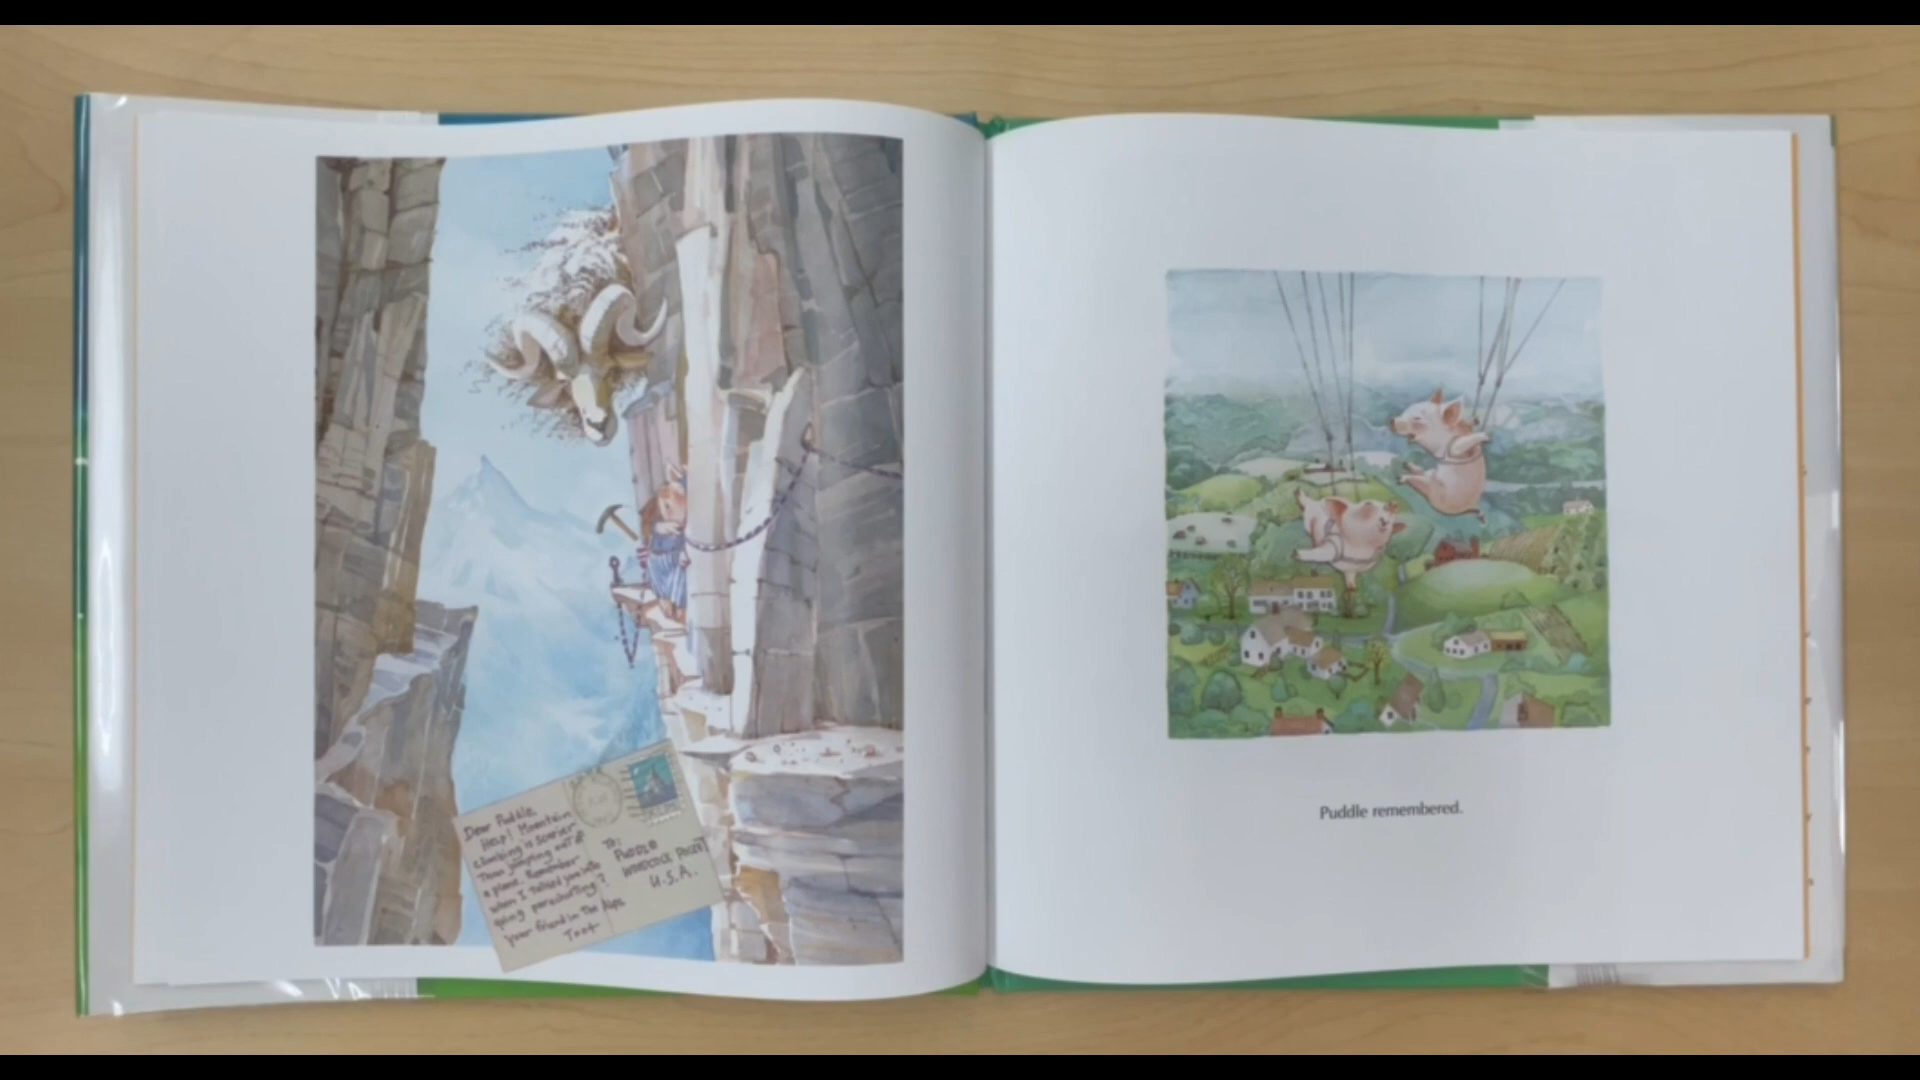 Dear Puddle,
Help! Mountain
climbing is scarier
than jumping out of
a plane. Remember
when I talked you into
going parachuting?
Your friend in the Alps,
Toot
To:
PUDDLE
WOODCOCK POCKET
U.S.A.
Puddle remembered.